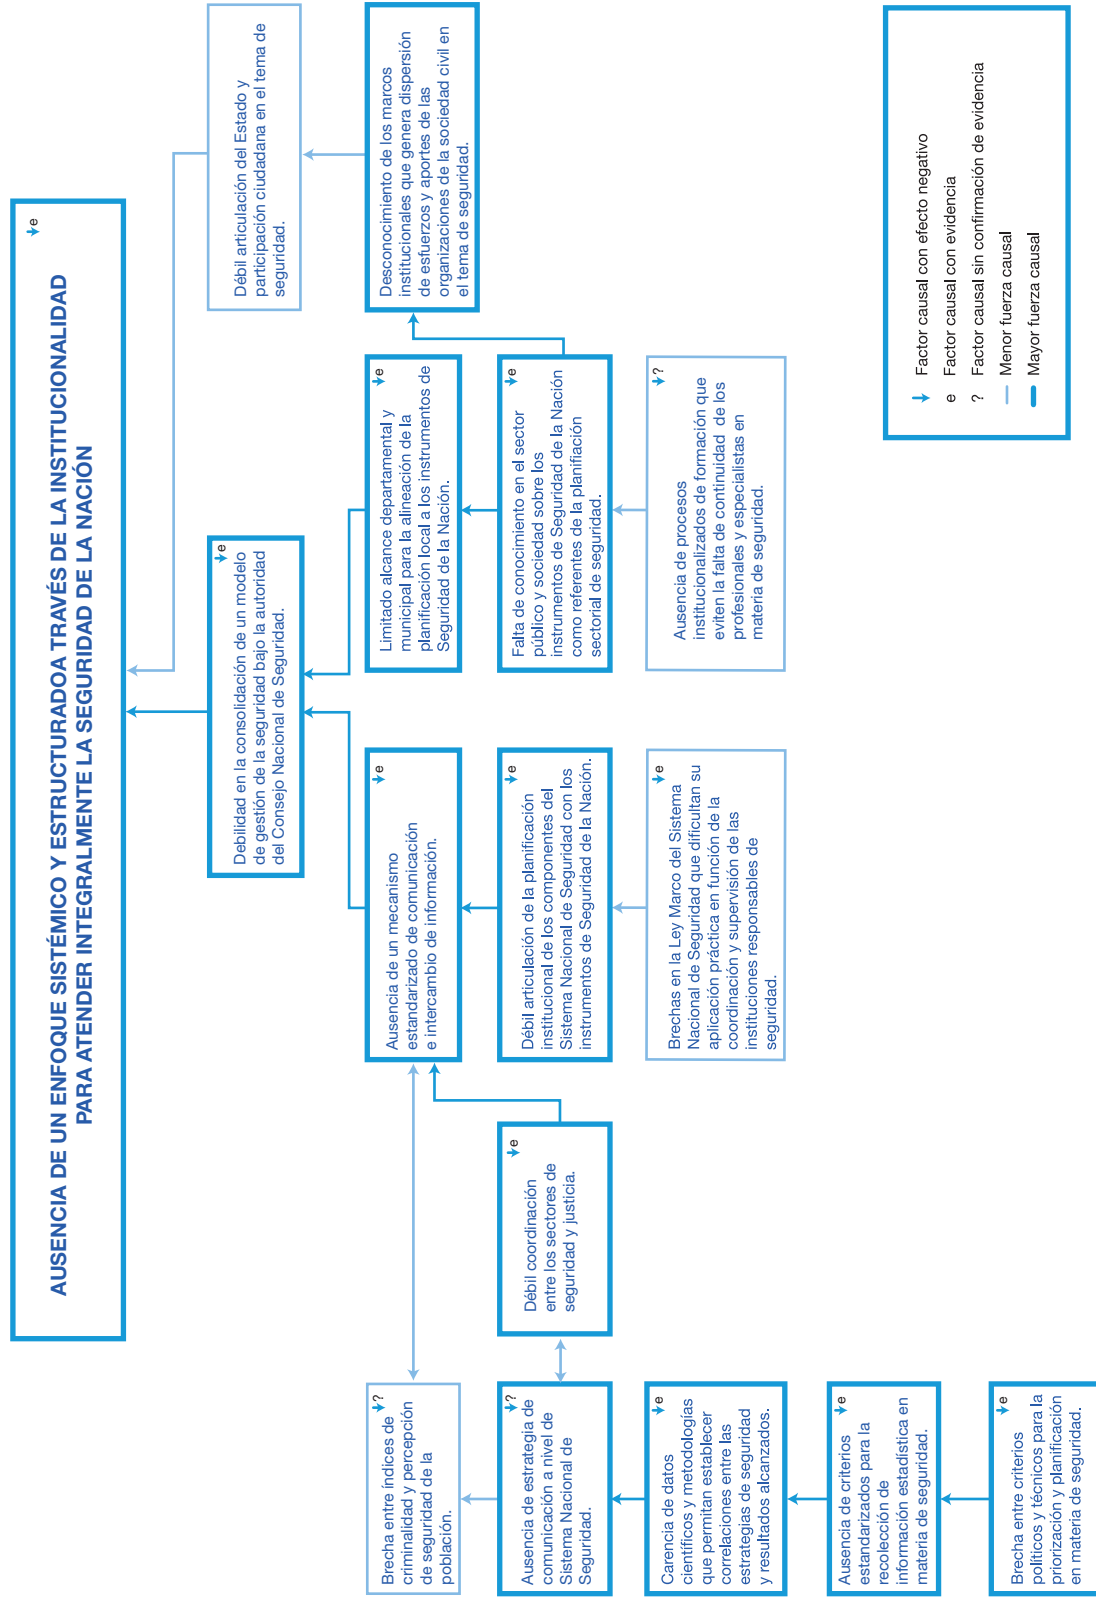 AUSENCIA DE UN ENFOQUE SISTÉMICO Y ESTRUCTURADOA TRAVÉS DE LA INSTITUCIONALIDAD
PARA ATENDER INTEGRALMENTE LA SEGURIDAD DE LA NACIÓN
e
Debilidad en la consolidación de un modelo
de gestión de la seguridad bajo la autoridad
del Consejo Nacional de Seguridad.
e
Débil articulación del Estado y
participación ciudadana en el tema de
seguridad.
Brecha entre índices de
criminalidad y percepción
de seguridad de la
población.
?
Ausencia de un mecanismo
estandarizado de comunicación
e intercambio de información.
e
Limitado alcance departamental y
municipal para la alineación de la
planificación local a los instrumentos de
Seguridad de la Nación.
e
Desconocimiento de los marcos
institucionales que genera dispersión
de esfuerzos y aportes de las
organizaciones de la sociedad civil en
el tema de seguridad.
Ausencia de estrategia de
comunicación a nivel de
Sistema Nacional de
Seguridad.
?
Débil coordinación
entre los sectores de
seguridad y justicia.
e
Débil articulación de la planificación
institucional de los componentes del
Sistema Nacional de Seguridad con los
instrumentos de Seguridad de la Nación.
e
Falta de conocimiento en el sector
público y sociedad sobre los
instrumentos de Seguridad de la Nación
como referentes de la planifiación
sectorial de seguridad.
e
Carencia de datos
científicos y metodologías
que permitan establecer
correlaciones entre las
estrategias de seguridad
y resultados alcanzados.
e
Brechas en la Ley Marco del Sistema
Nacional de Seguridad que dificultan su
aplicación práctica en función de la
coordinación y supervisión de las
instituciones responsables de
seguridad.
e
Ausencia de procesos
institucionalizados de formación que
eviten la falta de continuidad de los
profesionales y especialistas en
materia de seguridad.
?
Ausencia de criterios
estandarizados para la
recolección de
información estadística en
materia de seguridad.
e
Brecha entre criterios
políticos y técnicos para la
priorización y planificación
en materia de seguridad.
e
Factor causal con efecto negativo
e Factor causal con evidencia
? Factor causal sin confirmación de evidencia
Menor fuerza causal
Mayor fuerza causal